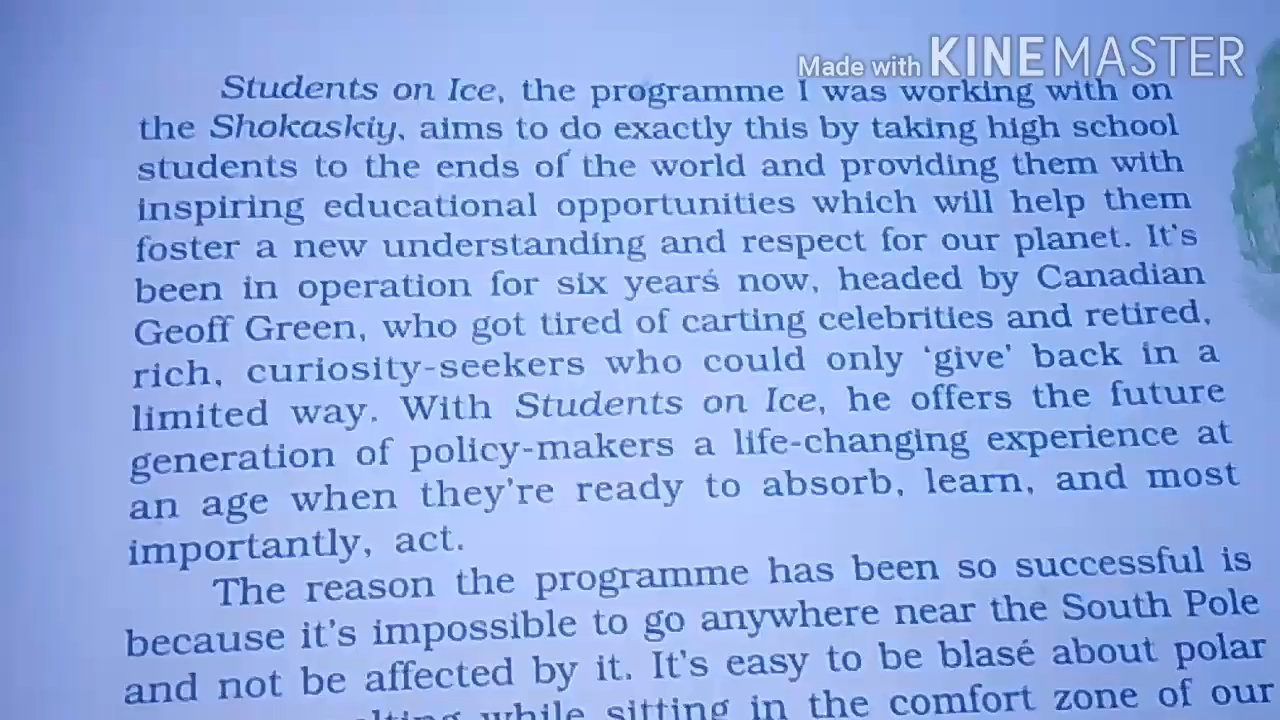 Made with KINEMASTER
Students on Ice, the programme I was working with on
the Shokaskiy, aims to do exactly this by taking high school
students to the ends of the world and providing them with
inspiring educational opportunities which will help them
foster a new understanding and respect for our planet. It's
been in operation for six years now, headed by Canadian
Geoff Green, who got tired of carting celebrities and retired,
rich, curiosity-seekers who could only ‘give’ back in a
limited way. With Students on Ice, he offers the future
generation of policy-makers a life-changing experience at
an age when they're ready to absorb, learn, and most
importantly, act.
The reason the programme has been so successful is
because it's impossible to go anywhere near the South Pole
and not be affected by it. It's easy to be blasé about polar
while sitting in the comfort zone of our